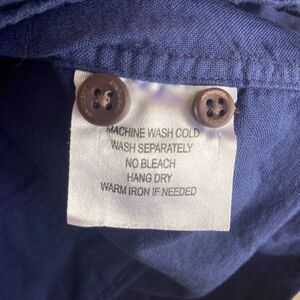 MACHINE WASH COLD
WASH SEPARATELY
NO BLEACH
HANG DRY
WARM IRON IF NEEDED